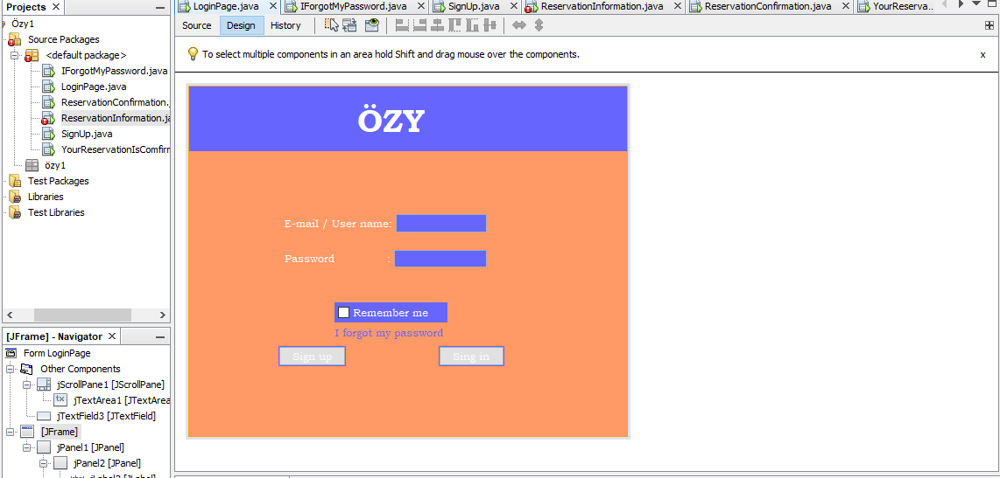 Projects
Özy1
Source Packages
<default package>
IForgotMyPassword.java
LoginPage.java
ReservationConfirmation.
ReservationInformation.ja
SignUp.java
YourReservationIsComfirm
özy1
Test Packages
Libraries
Test Libraries
[JFrame] - Navigator
Form LoginPage
Other Components
jScrollPane1 [JScrollPane]
jTextArea1 [JTextArea
jTextField3 [JTextField]
[JFrame]
jPanel1 [JPanel]
jPanel2 [JPanel]
LoginPage.java IForgotMyPassword.java SignUp.java ReservationInformation.java ReservationConfirmation.java YourReserva...
Source Design History
To select multiple components in an area hold Shift and drag mouse over the components. x
ÖZY
E-mail / User name:
Password :
Remember me
I forgot my password
Sign up Sing in